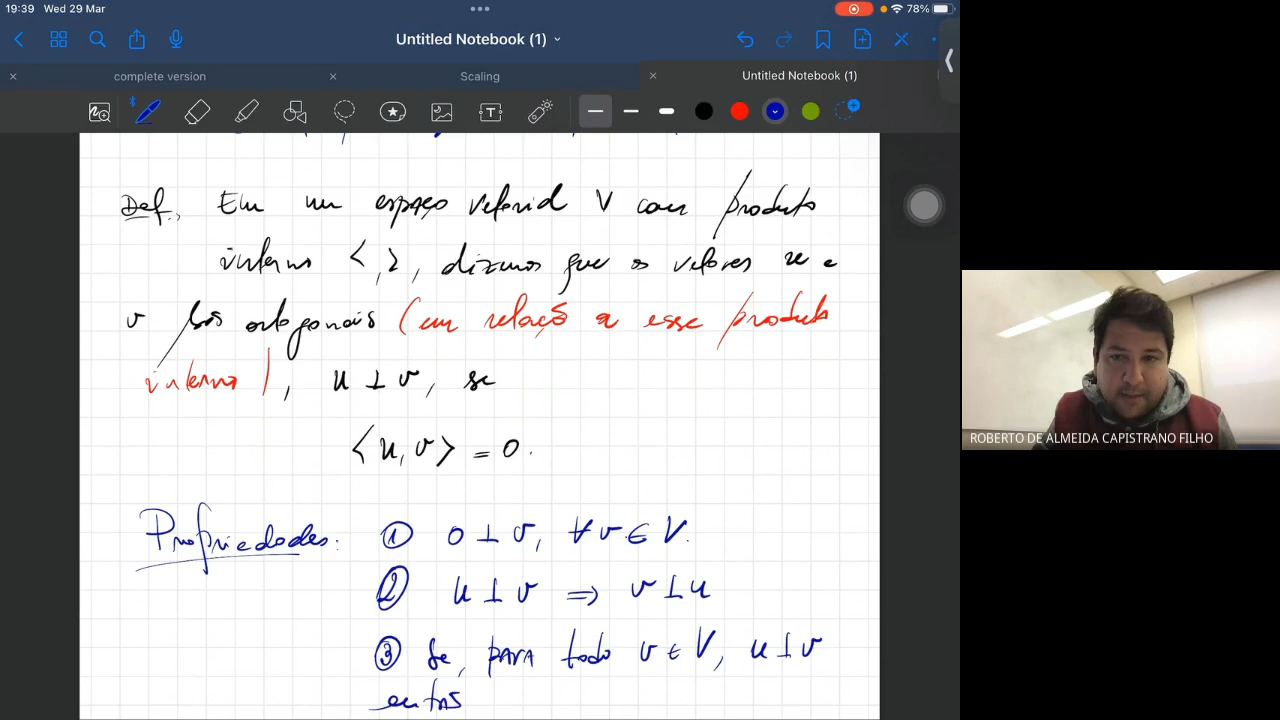 19:39 Wed 29 Mar
78%
Untitled Notebook (1)
complete version
Scaling
Untitled Notebook (1)
Def.: Em um espaço vetorial V com produto
interno < , >, dizemos que os vetores u e
v são ortogonais (em relação a esse produto
interno), u ⊥ v, se
<u, v> = 0.
Propriedades: ① 0 ⊥ v, ∀ v ∈ V.
② u ⊥ v ⇒ v ⊥ u
③ Se, PARA todo v ∈ V, u ⊥ v
então
ROBERTO DE ALMEIDA CAPISTRANO FILHO